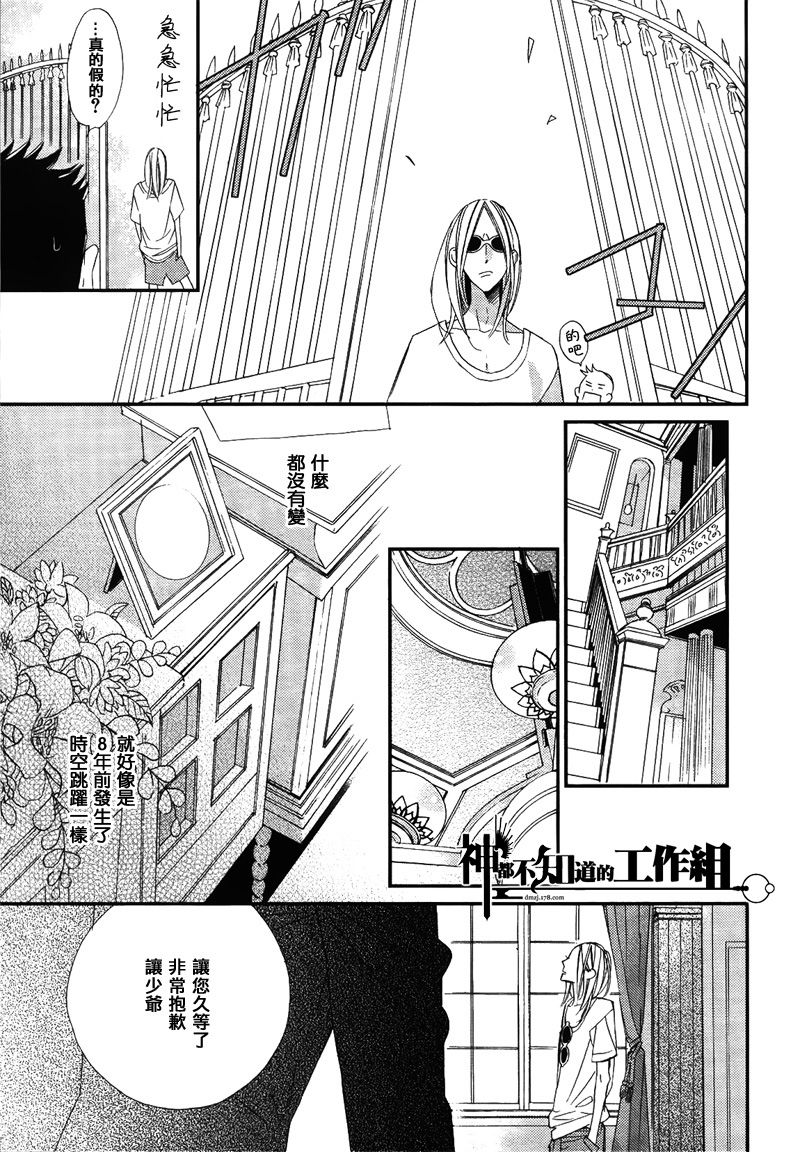 的吧
急急忙忙
…真的假的？
什麼
都沒有變
就好像是
8年前發生了
時空跳躍一樣
神都不知道的工作組
dmzj.178.com
讓您久等了
非常抱歉
讓少爺